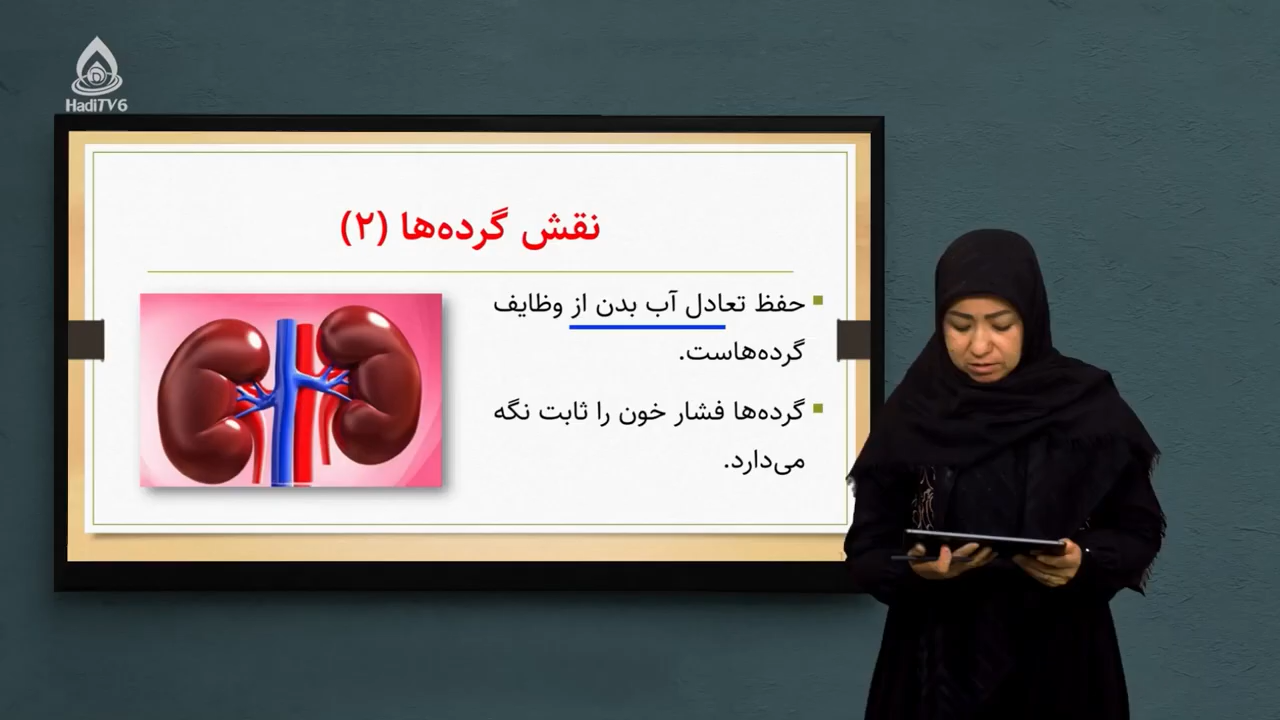 HadiTV6
نقش گرده‌ها (۲)
حفظ تعادل آب بدن از وظایف
گرده‌هاست.
گرده‌ها فشار خون را ثابت نگه
می‌دارد.